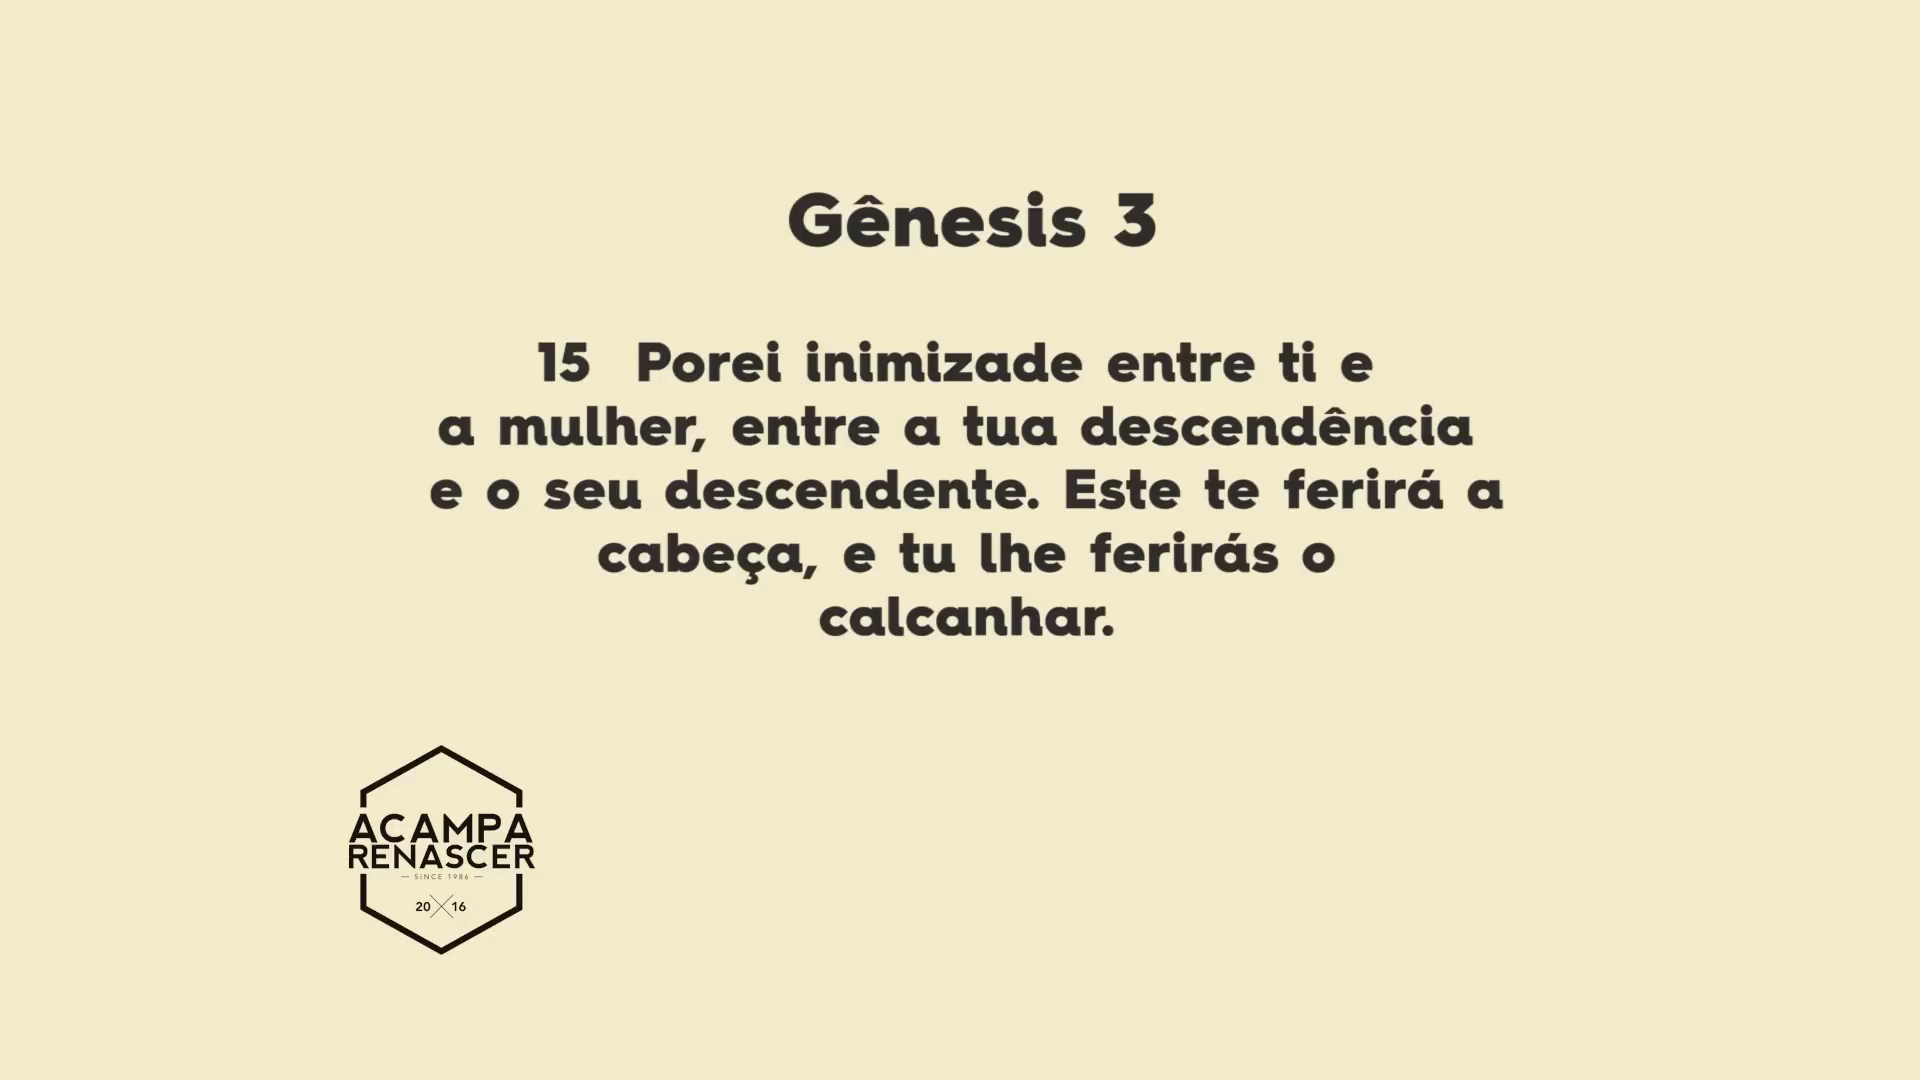 Gênesis 3
15 Porei inimizade entre ti e
a mulher, entre a tua descendência
e o seu descendente. Este te ferirá a
cabeça, e tu lhe ferirás o
calcanhar.
ACAMPA
RENASCER
— SINCE 1986 —
20 16